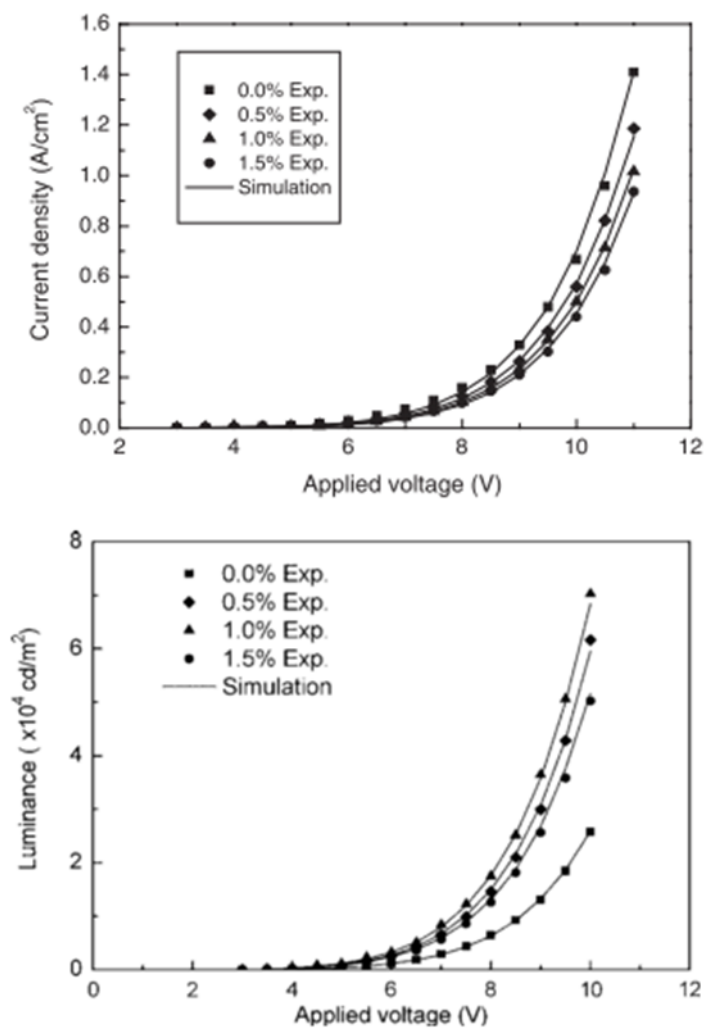 1.6
1.4
1.2
1.0
0.8
0.6
0.4
0.2
0.0
Current density (A/cm²)
0.0% Exp.
0.5% Exp.
1.0% Exp.
1.5% Exp.
Simulation
2 4 6 8 10 12
Applied voltage (V)
8
6
4
2
0
Luminance ( x10⁴ cd/m²)
0.0% Exp.
0.5% Exp.
1.0% Exp.
1.5% Exp.
Simulation
0 2 4 6 8 10 12
Applied voltage (V)